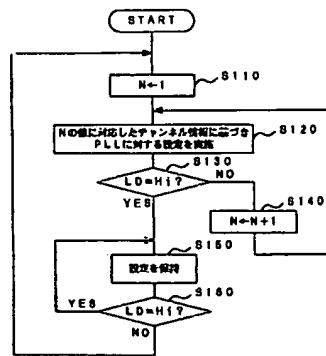 START
N←1
S110
Nの値に対応したチャンネル情報に基づき
PLLに対する設定を実施
S120
S130
LD=Hi?
NO
YES
S140
N←N+1
S150
設定を保持
S160
YES
LD=Hi?
NO